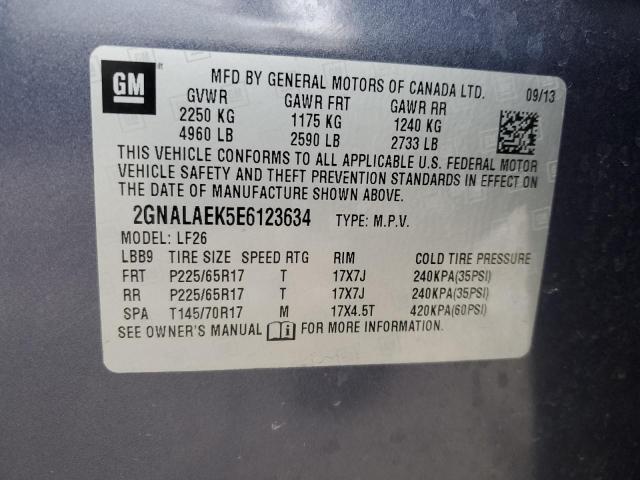 GM
MFD BY GENERAL MOTORS OF CANADA LTD. 09/13
GVWR GAWR FRT GAWR RR
2250 KG 1175 KG 1240 KG
4960 LB 2590 LB 2733 LB
THIS VEHICLE CONFORMS TO ALL APPLICABLE U.S. FEDERAL MOTOR
VEHICLE SAFETY AND THEFT PREVENTION STANDARDS IN EFFECT ON
THE DATE OF MANUFACTURE SHOWN ABOVE.
2GNALAEK5E6123634 TYPE: M.P.V.
MODEL: LF26
LBB9 TIRE SIZE SPEED RTG RIM COLD TIRE PRESSURE
FRT P225/65R17 T 17X7J 240KPA(35PSI)
RR P225/65R17 T 17X7J 240KPA(35PSI)
SPA T145/70R17 M 17X4.5T 420KPA(60PSI)
SEE OWNER'S MANUAL FOR MORE INFORMATION.